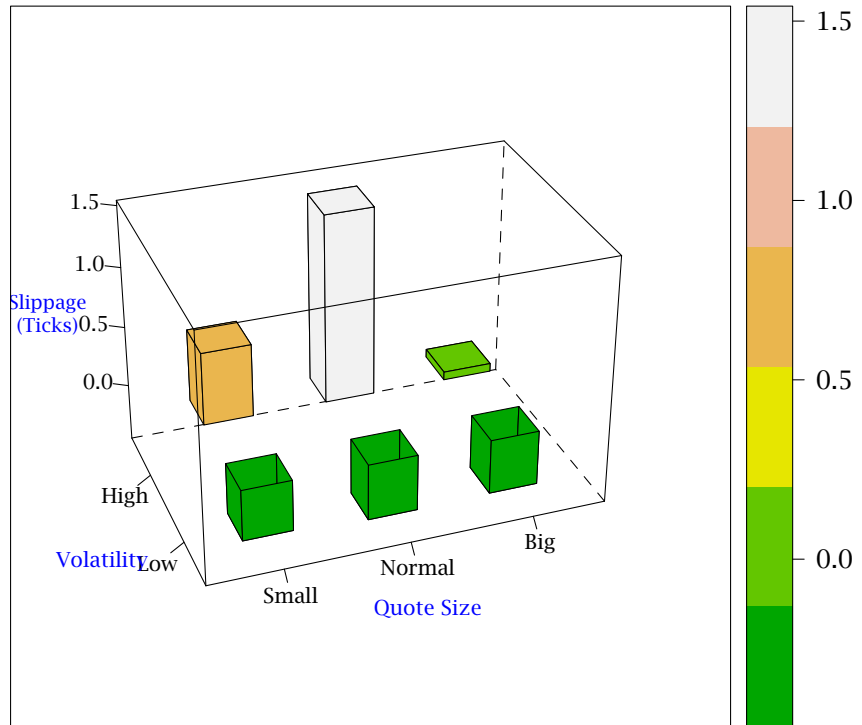 1.5
1.0
0.5
0.0
Slippage
(Ticks)
High
Low
Volatility
Small
Normal
Big
Quote Size
1.5
1.0
0.5
0.0